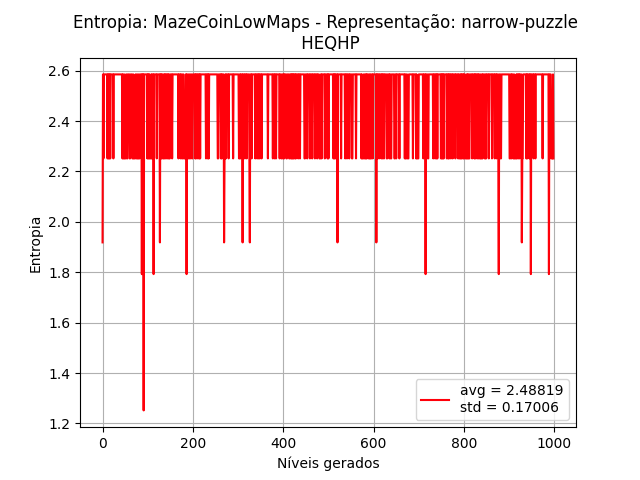 Entropia: MazeCoinLowMaps - Representação: narrow-puzzle
HEQHP
Entropia
2.6
2.4
2.2
2.0
1.8
1.6
1.4
1.2
avg = 2.48819
std = 0.17006
0 200 400 600 800 1000
Níveis gerados